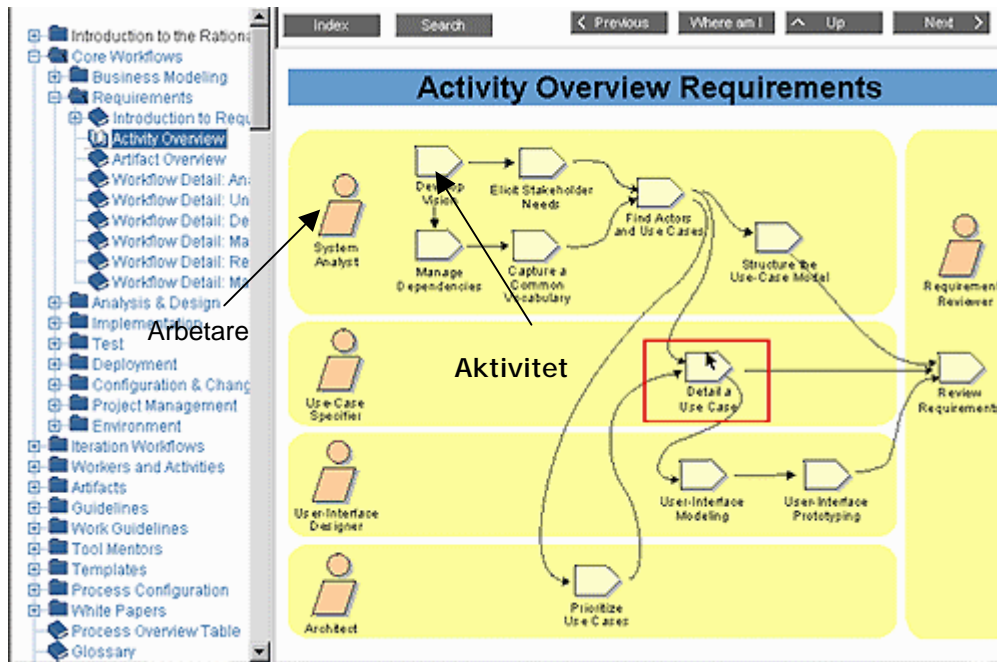 Index
Search
Previous
Where am I
Up
Next
Introduction to the Rationa
Core Workflows
Business Modeling
Requirements
Introduction to Requ
Activity Overview
Artifact Overview
Workflow Detail: An
Workflow Detail: Un
Workflow Detail: De
Workflow Detail: Ma
Workflow Detail: Re
Workflow Detail: Ma
Analysis & Design
Implementation
Test
Deployment
Configuration & Chang
Project Management
Environment
Iteration Workflows
Workers and Activities
Artifacts
Guidelines
Work Guidelines
Tool Mentors
Templates
Process Configuration
White Papers
Process Overview Table
Glossary
Arbetare
Activity Overview Requirements
System
Analyst
Develop
Vision
Elicit Stakeholder
Needs
Find Actors
and Use Cases
Manage
Dependencies
Capture a
Common
Vocabulary
Structure the
Use-Case Model
Requirement
Reviewer
Aktivitet
Use-Case
Specifier
Detail a
Use Case
Review
Requirements
User-Interface
Designer
User-Interface
Modeling
User-Interface
Prototyping
Architect
Prioritize
Use Cases